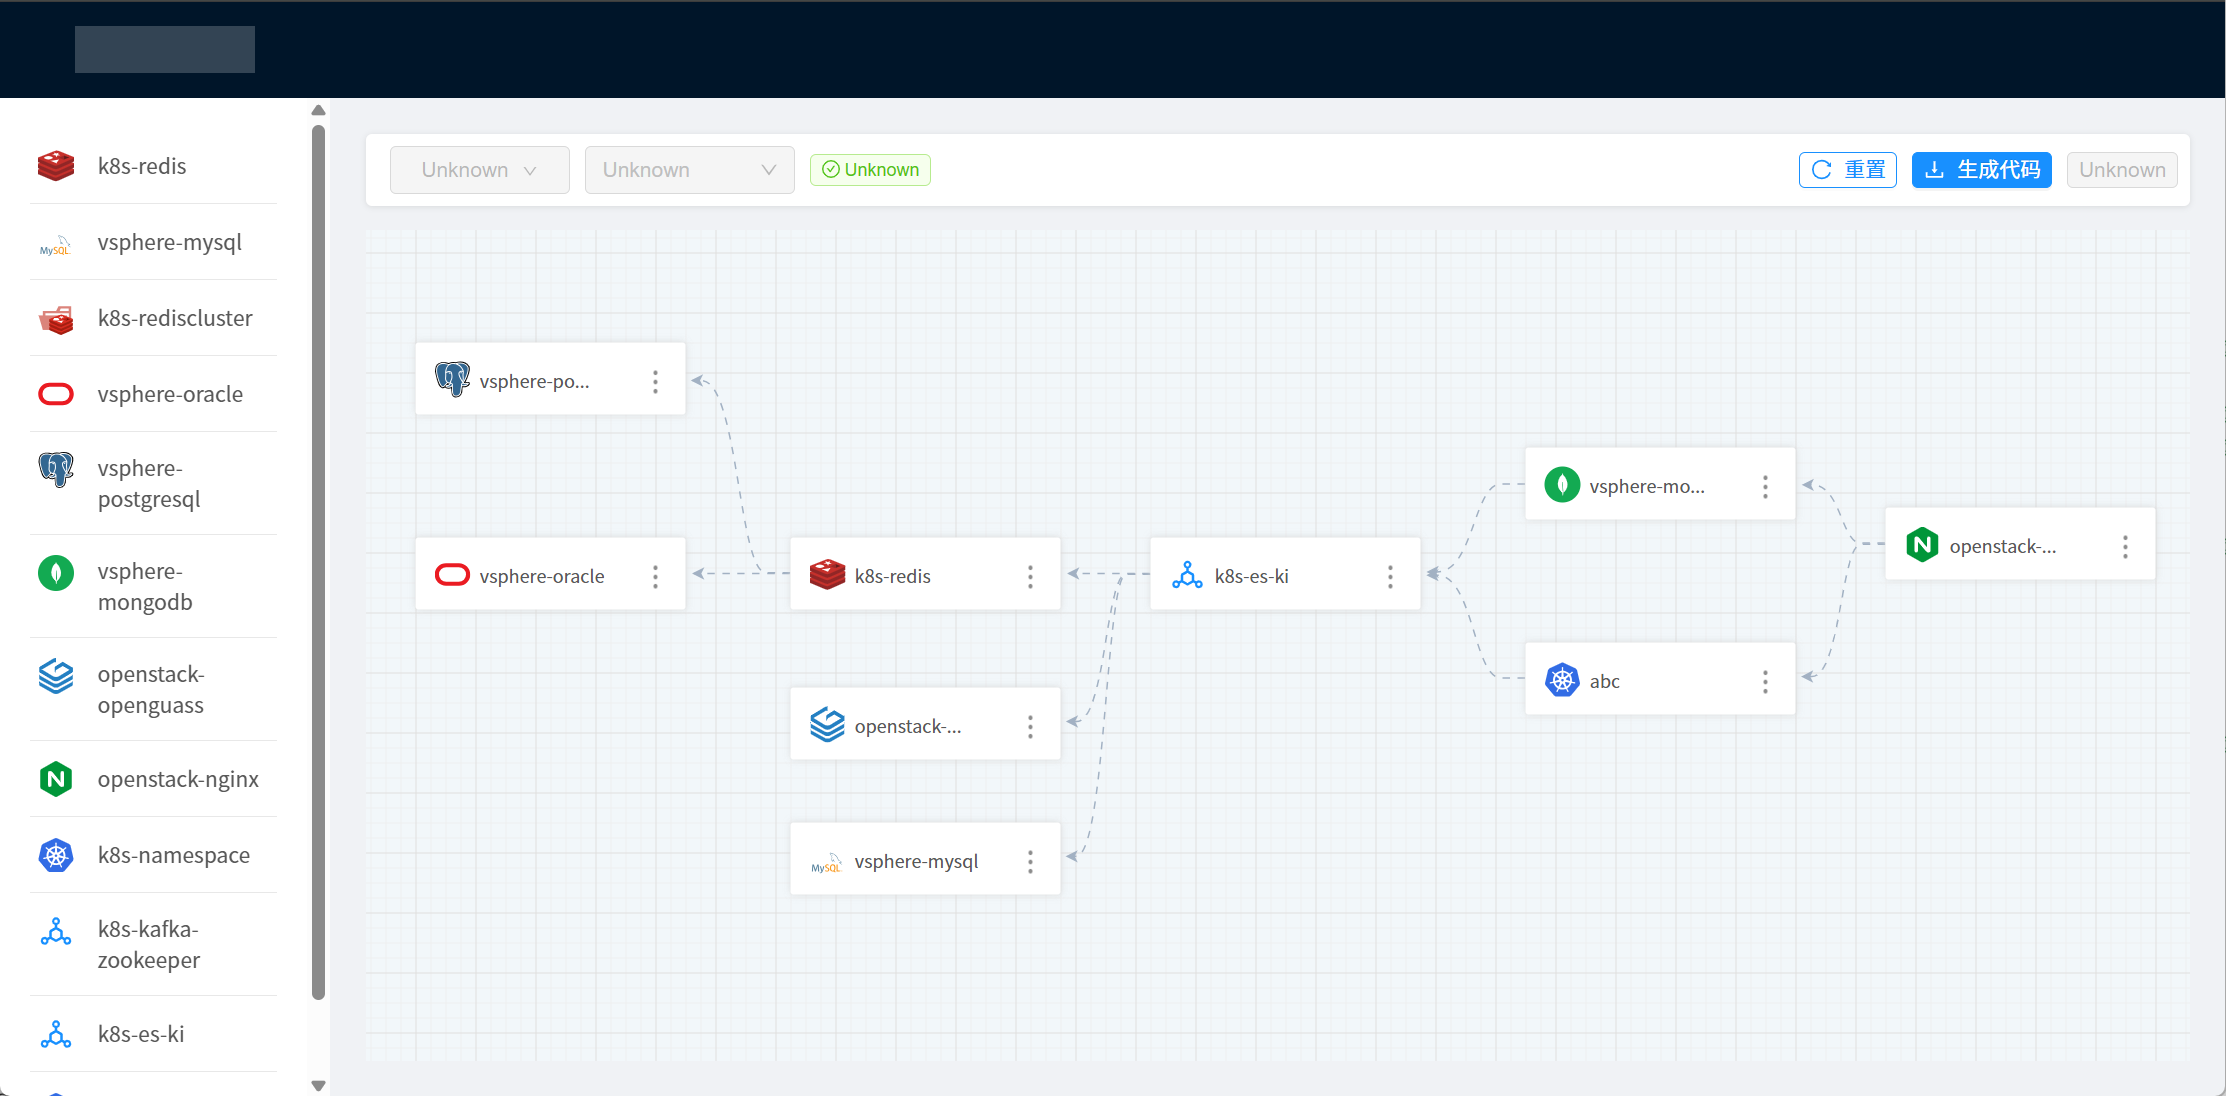 k8s-redis
MySQL
vsphere-mysql
k8s-rediscluster
vsphere-oracle
vsphere-
postgresql
vsphere-
mongodb
openstack-
openguass
openstack-nginx
k8s-namespace
k8s-kafka-
zookeeper
k8s-es-ki
Unknown
Unknown
Unknown
重置
生成代码
Unknown
vsphere-po...
vsphere-mo...
openstack-...
vsphere-oracle
k8s-redis
k8s-es-ki
abc
openstack-...
MySQL
vsphere-mysql